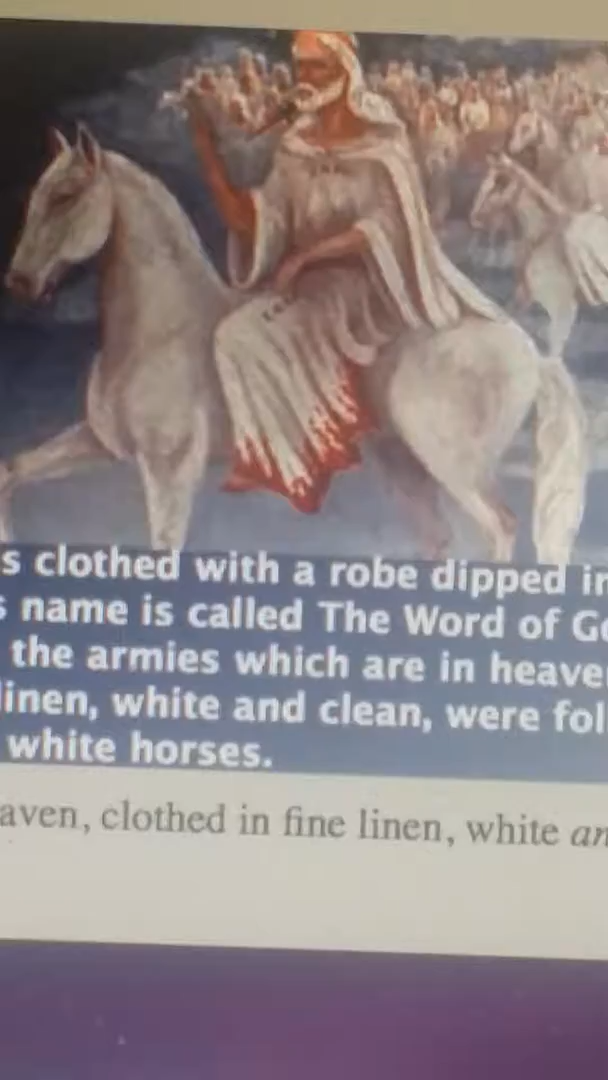 s clothed with a robe dipped in
s name is called The Word of Go
the armies which are in heave
linen, white and clean, were fol
white horses.
aven, clothed in fine linen, white an